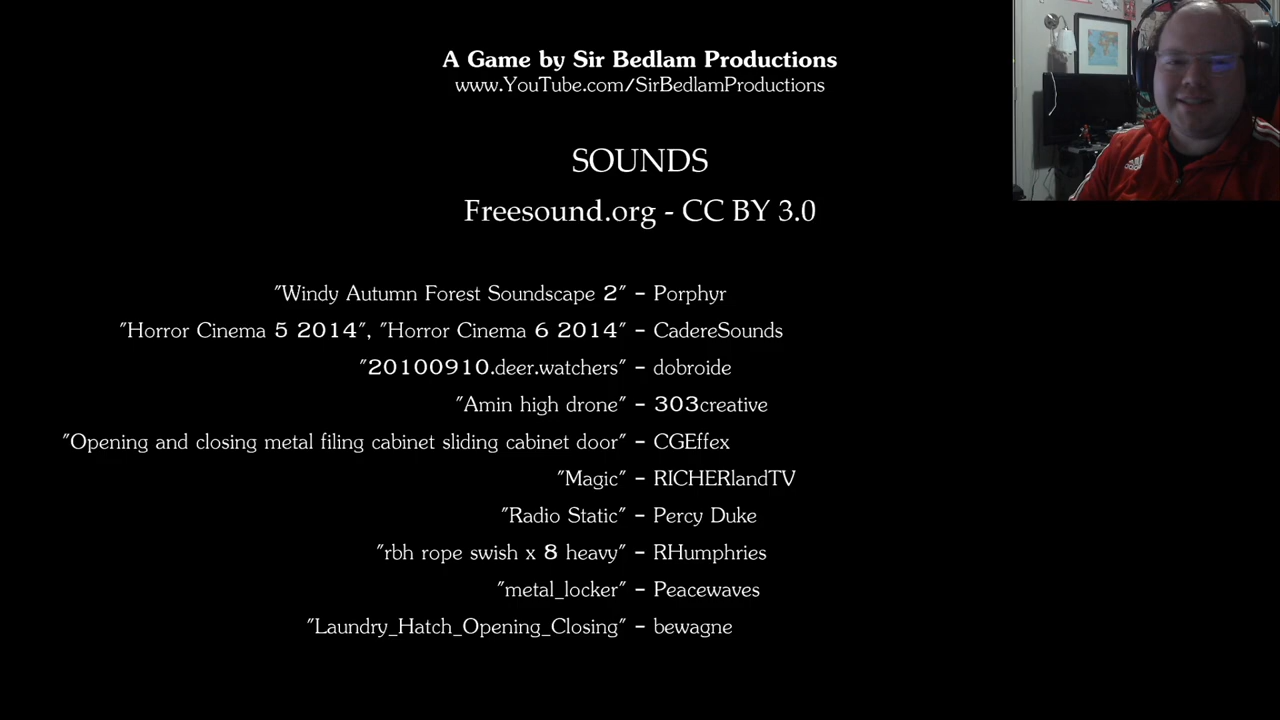 A Game by Sir Bedlam Productions
www.YouTube.com/SirBedlamProductions
SOUNDS
Freesound.org - CC BY 3.0
"Windy Autumn Forest Soundscape 2" - Porphyr
"Horror Cinema 5 2014", "Horror Cinema 6 2014" - CadereSounds
"20100910.deer.watchers" - dobroide
"Amin high drone" - 303creative
"Opening and closing metal filing cabinet sliding cabinet door" - CGEffex
"Magic" - RICHERlandTV
"Radio Static" - Percy Duke
"rbh rope swish x 8 heavy" - RHumphries
"metal_locker" - Peacewaves
"Laundry_Hatch_Opening_Closing" - bewagne